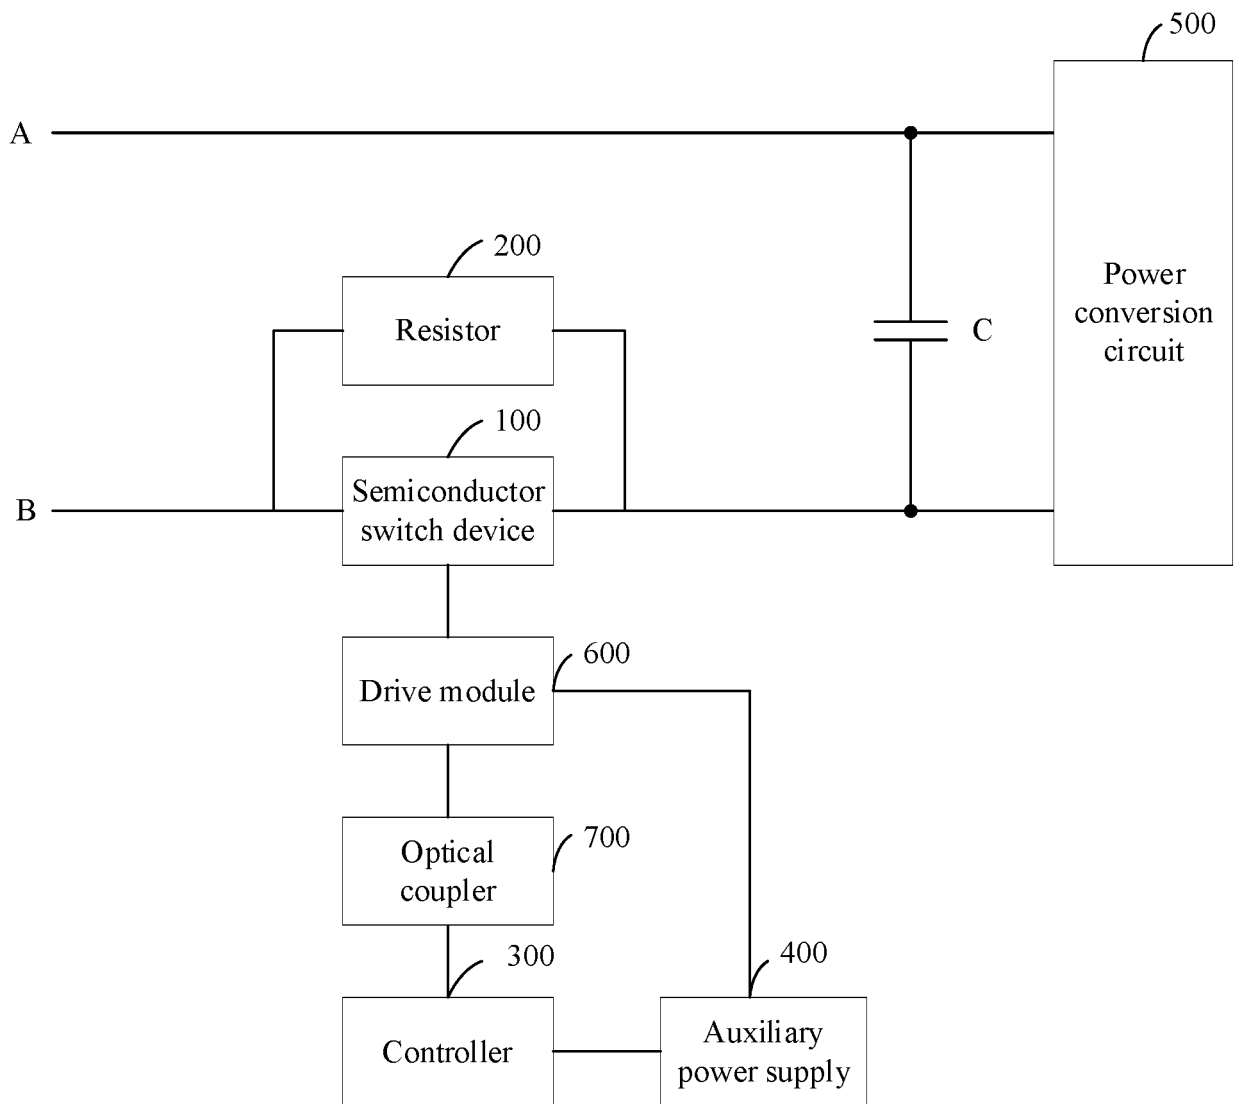 500
A
200
Resistor
Power
conversion
circuit
C
100
Semiconductor
switch device
B
600
Drive module
700
Optical
coupler
300
400
Controller
Auxiliary
power supply